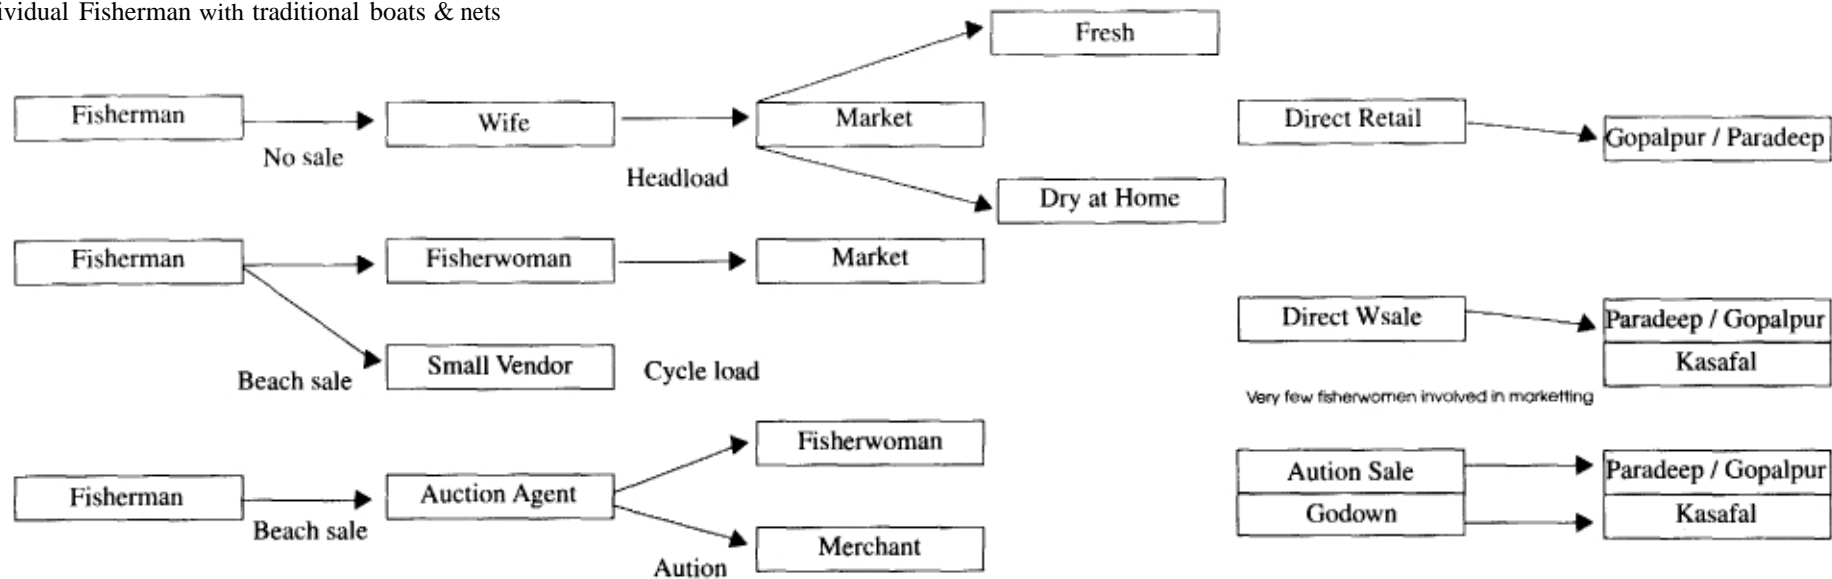 ividual Fisherman with traditional boats & nets
Fresh
Fisherman
Wife
Market
Direct Retail
Gopalpur / Paradeep
No sale
Headload
Dry at Home
Fisherman
Fisherwoman
Market
Direct Wsale
Paradeep / Gopalpur
Kasafal
Small Vendor
Beach sale
Cycle load
Very few fisherwomen involved in marketting
Fisherwoman
Fisherman
Auction Agent
Aution Sale
Paradeep / Gopalpur
Godown
Kasafal
Beach sale
Merchant
Aution